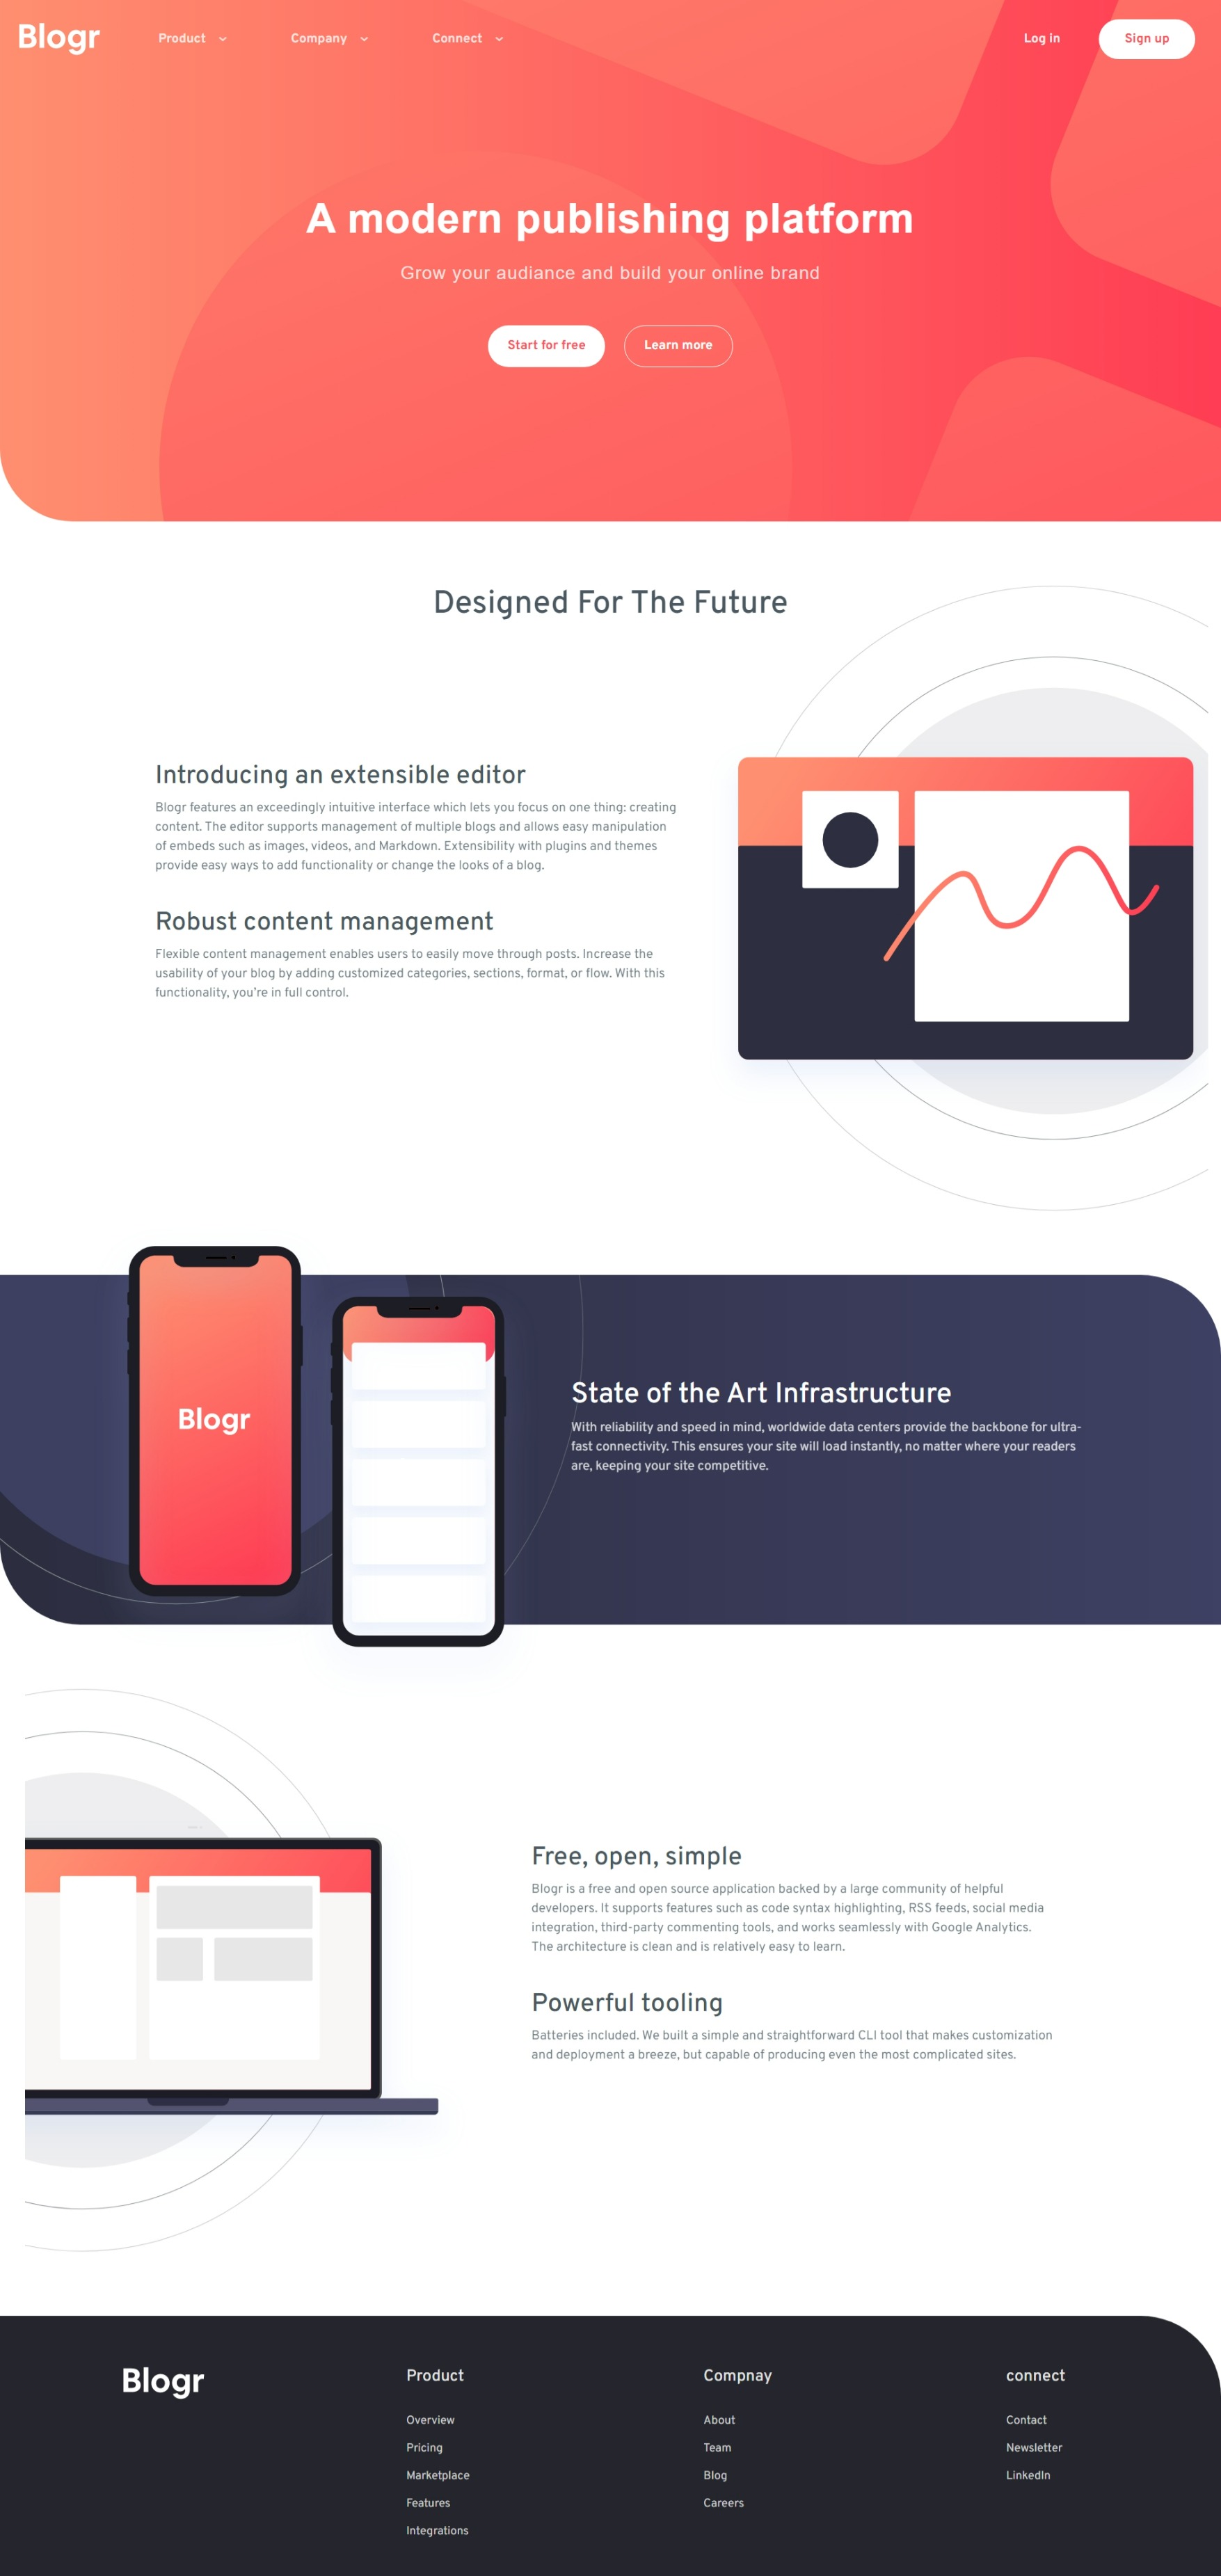 Blogr
Product
Company
Connect
Log in
Sign up
A modern publishing platform
Grow your audiance and build your online brand
Start for free
Learn more
Designed For The Future
Introducing an extensible editor
Blogr features an exceedingly intuitive interface which lets you focus on one thing: creating
content. The editor supports management of multiple blogs and allows easy manipulation
of embeds such as images, videos, and Markdown. Extensibility with plugins and themes
provide easy ways to add functionality or change the looks of a blog.
Robust content management
Flexible content management enables users to easily move through posts. Increase the
usability of your blog by adding customized categories, sections, format, or flow. With this
functionality, you're in full control.
Blogr
State of the Art Infrastructure
With reliability and speed in mind, worldwide data centers provide the backbone for ultra-
fast connectivity. This ensures your site will load instantly, no matter where your readers
are, keeping your site competitive.
Free, open, simple
Blogr is a free and open source application backed by a large community of helpful
developers. It supports features such as code syntax highlighting, RSS feeds, social media
integration, third-party commenting tools, and works seamlessly with Google Analytics.
The architecture is clean and is relatively easy to learn.
Powerful tooling
Batteries included. We built a simple and straightforward CLI tool that makes customization
and deployment a breeze, but capable of producing even the most complicated sites.
Blogr
Product
Overview
Pricing
Marketplace
Features
Integrations
Compnay
About
Team
Blog
Careers
connect
Contact
Newsletter
LinkedIn